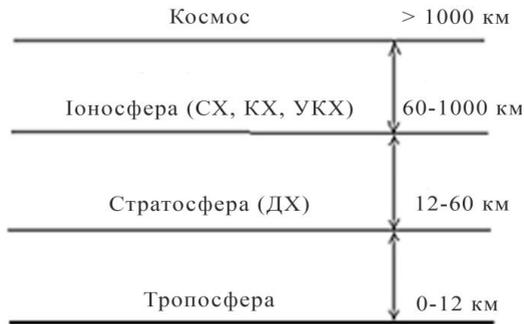 Космос > 1000 км
Іоносфера (СХ, КХ, УКХ) 60-1000 км
Стратосфера (ДХ) 12-60 км
Тропосфера 0-12 км